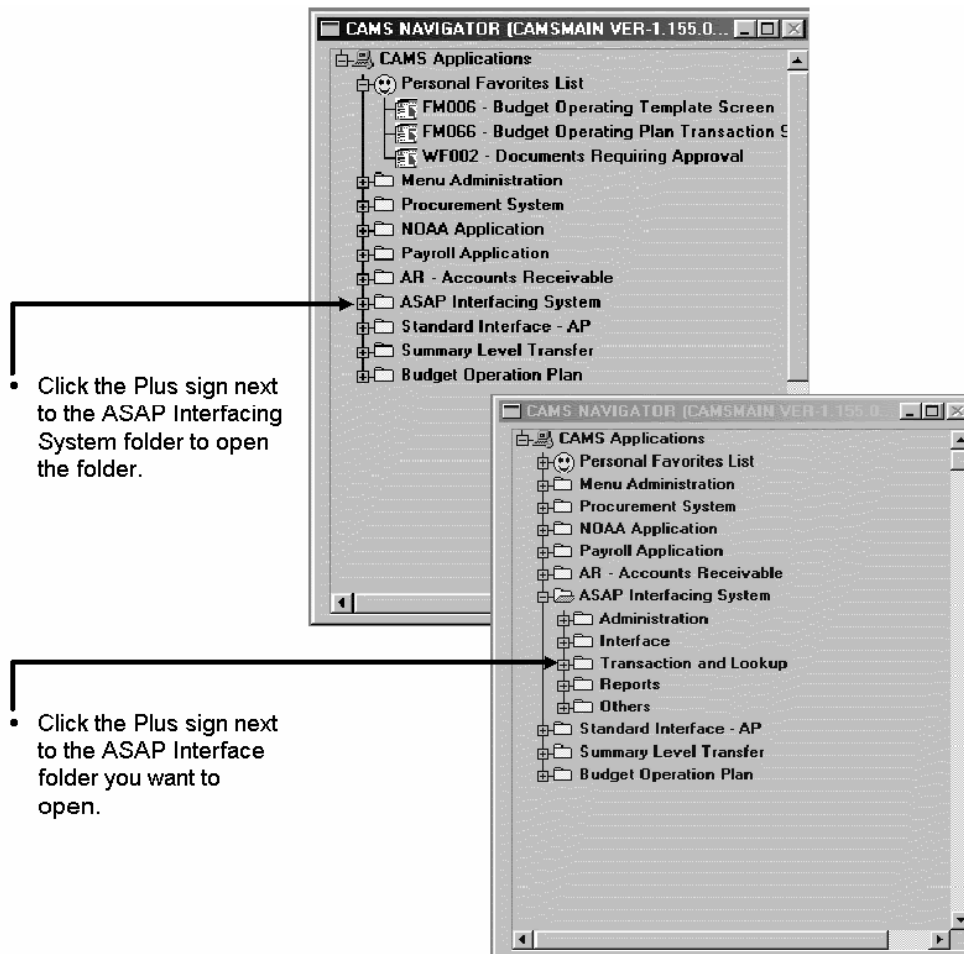 CAMS NAVIGATOR (CAMSMAIN VER-1.155.0...
CAMS Applications
Personal Favorites List
FM006 - Budget Operating Template Screen
FM066 - Budget Operating Plan Transaction S
WF002 - Documents Requiring Approval
Menu Administration
Procurement System
NOAA Application
Payroll Application
AR - Accounts Receivable
ASAP Interfacing System
Standard Interface - AP
Summary Level Transfer
Budget Operation Plan
• Click the Plus sign next
to the ASAP Interfacing
System folder to open
the folder.
CAMS NAVIGATOR (CAMSMAIN VER-1.155.0...
CAMS Applications
Personal Favorites List
Menu Administration
Procurement System
NOAA Application
Payroll Application
AR - Accounts Receivable
ASAP Interfacing System
Administration
Interface
Transaction and Lookup
Reports
Others
Standard Interface - AP
Summary Level Transfer
Budget Operation Plan
• Click the Plus sign next
to the ASAP Interface
folder you want to
open.